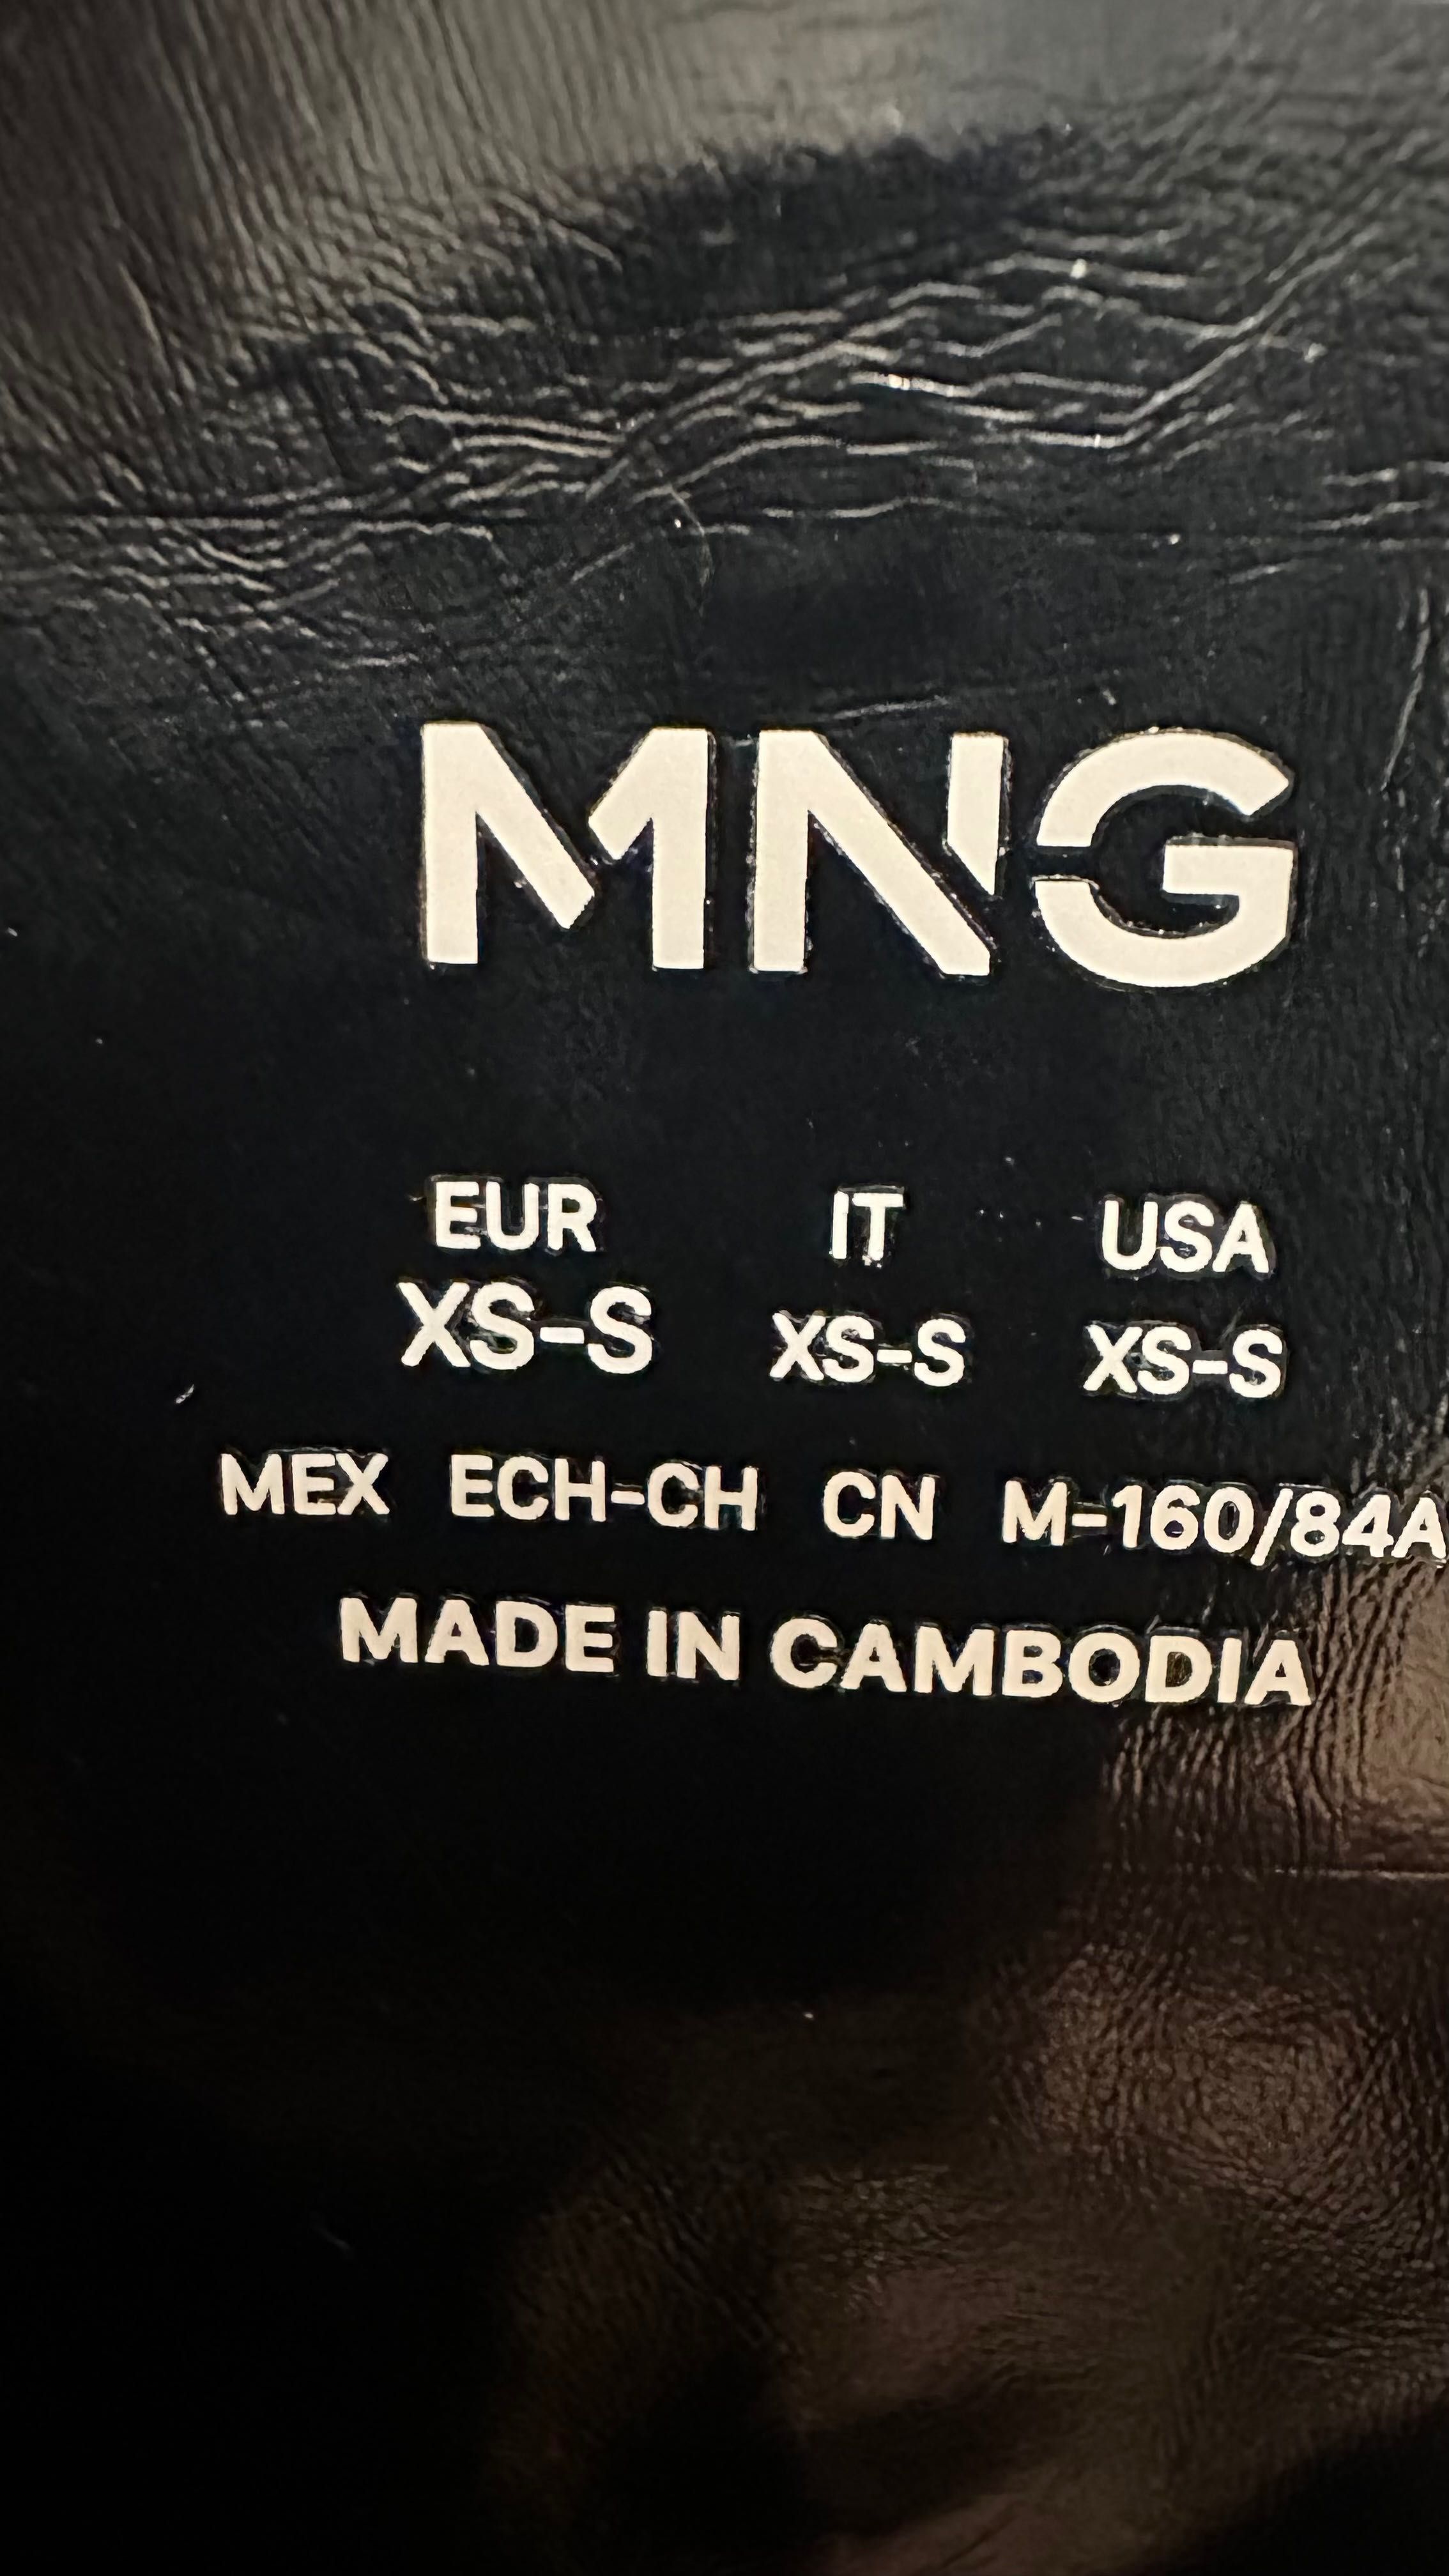 MNG
EUR IT USA
XS-S XS-S XS-S
MEX ECH-CH CN M-160/84A
MADE IN CAMBODIA